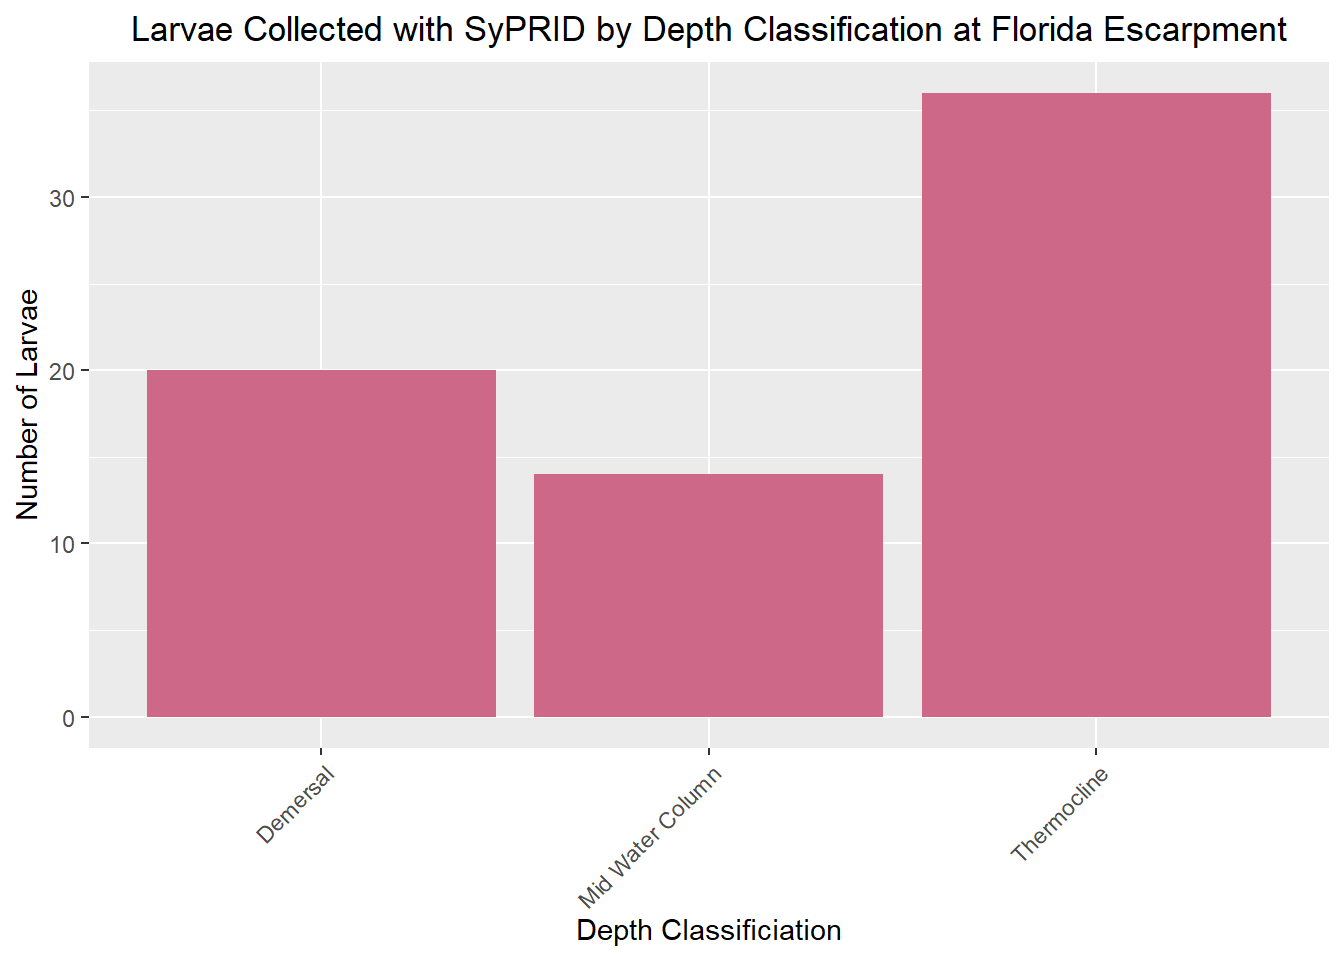 Larvae Collected with SyPRID by Depth Classification at Florida Escarpment
Number of Larvae
30
20
10
0
Demersal
Mid Water Column
Thermocline
Depth Classificiation